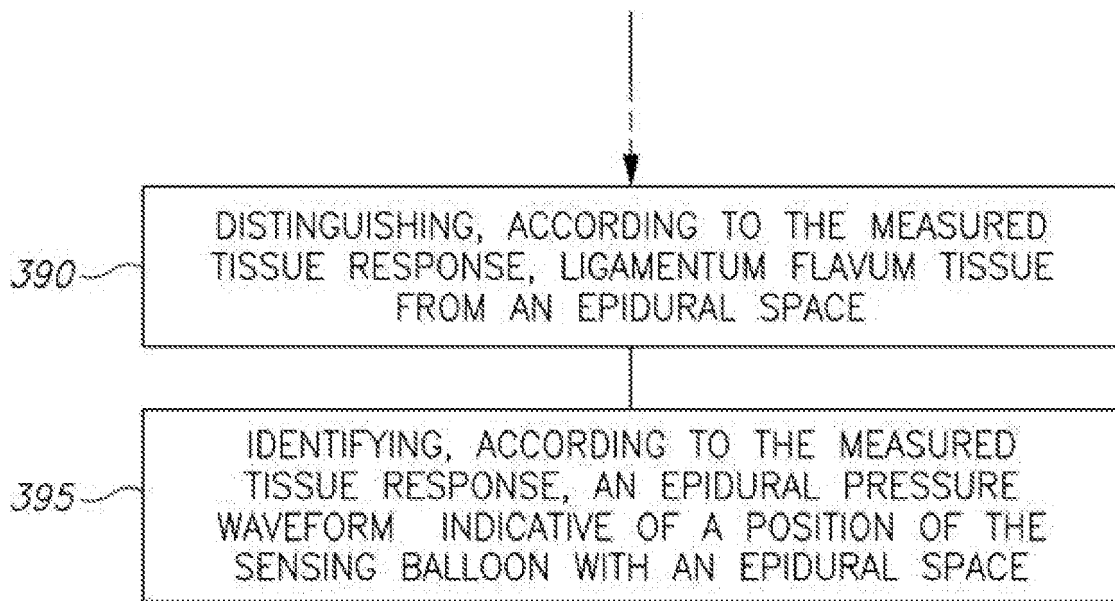 DISTINGUISHING, ACCORDING TO THE MEASURED
TISSUE RESPONSE, LIGAMENTUM FLAVUM TISSUE
FROM AN EPIDURAL SPACE
390
IDENTIFYING, ACCORDING TO THE MEASURED
TISSUE RESPONSE, AN EPIDURAL PRESSURE
WAVEFORM INDICATIVE OF A POSITION OF THE
SENSING BALLOON WITH AN EPIDURAL SPACE
395